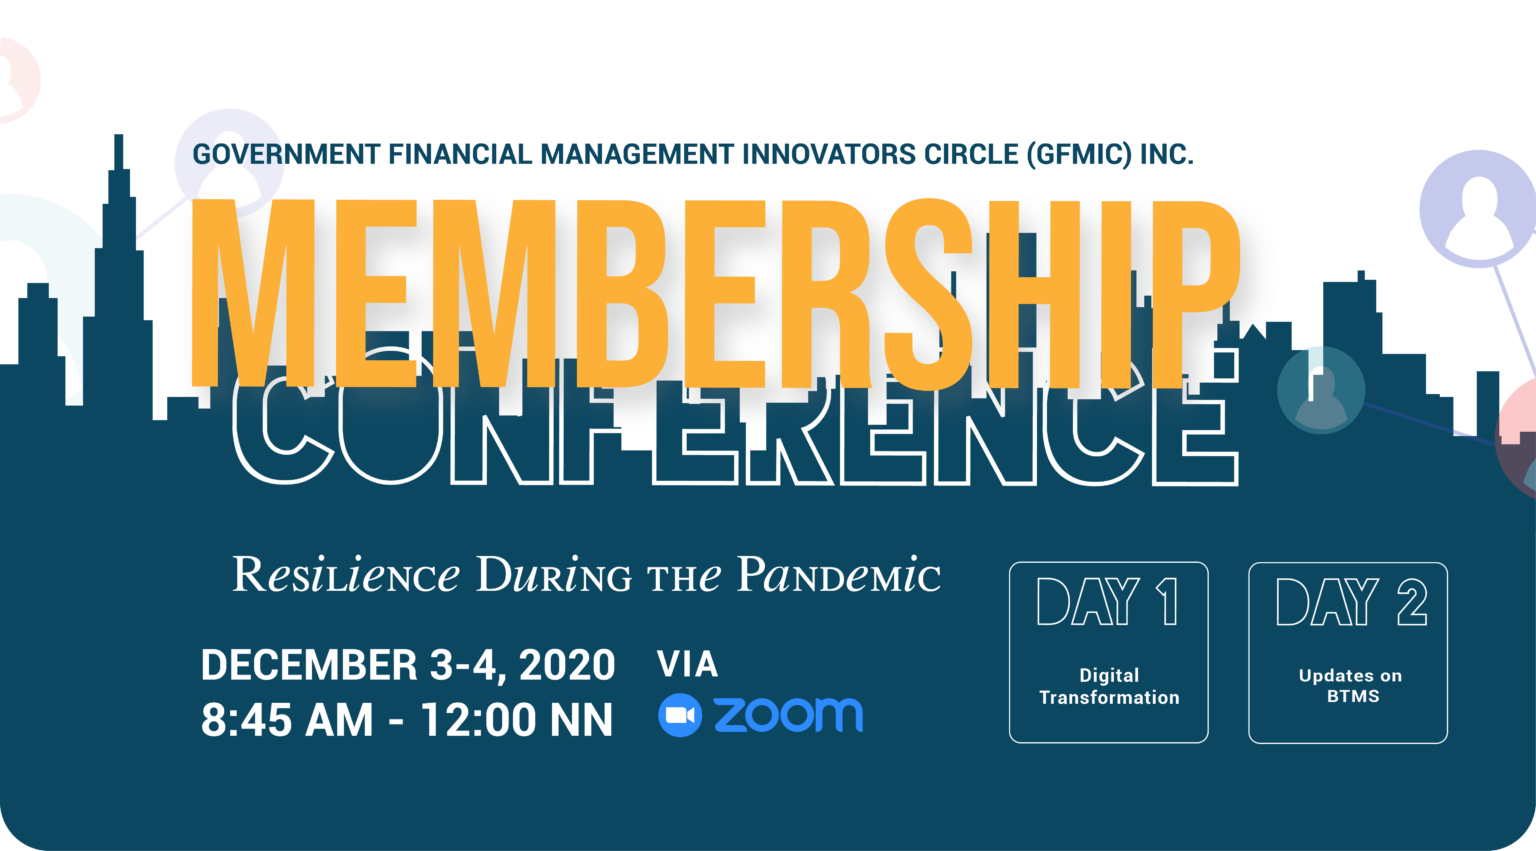 GOVERNMENT FINANCIAL MANAGEMENT INNOVATORS CIRCLE (GFMIC) INC.
MEMBERSHIP
CONFERENCE
Resilience During the Pandemic
DECEMBER 3-4, 2020
8:45 AM - 12:00 NN
VIA
zoom
DAY 1
Digital
Transformation
DAY 2
Updates on
BTMS